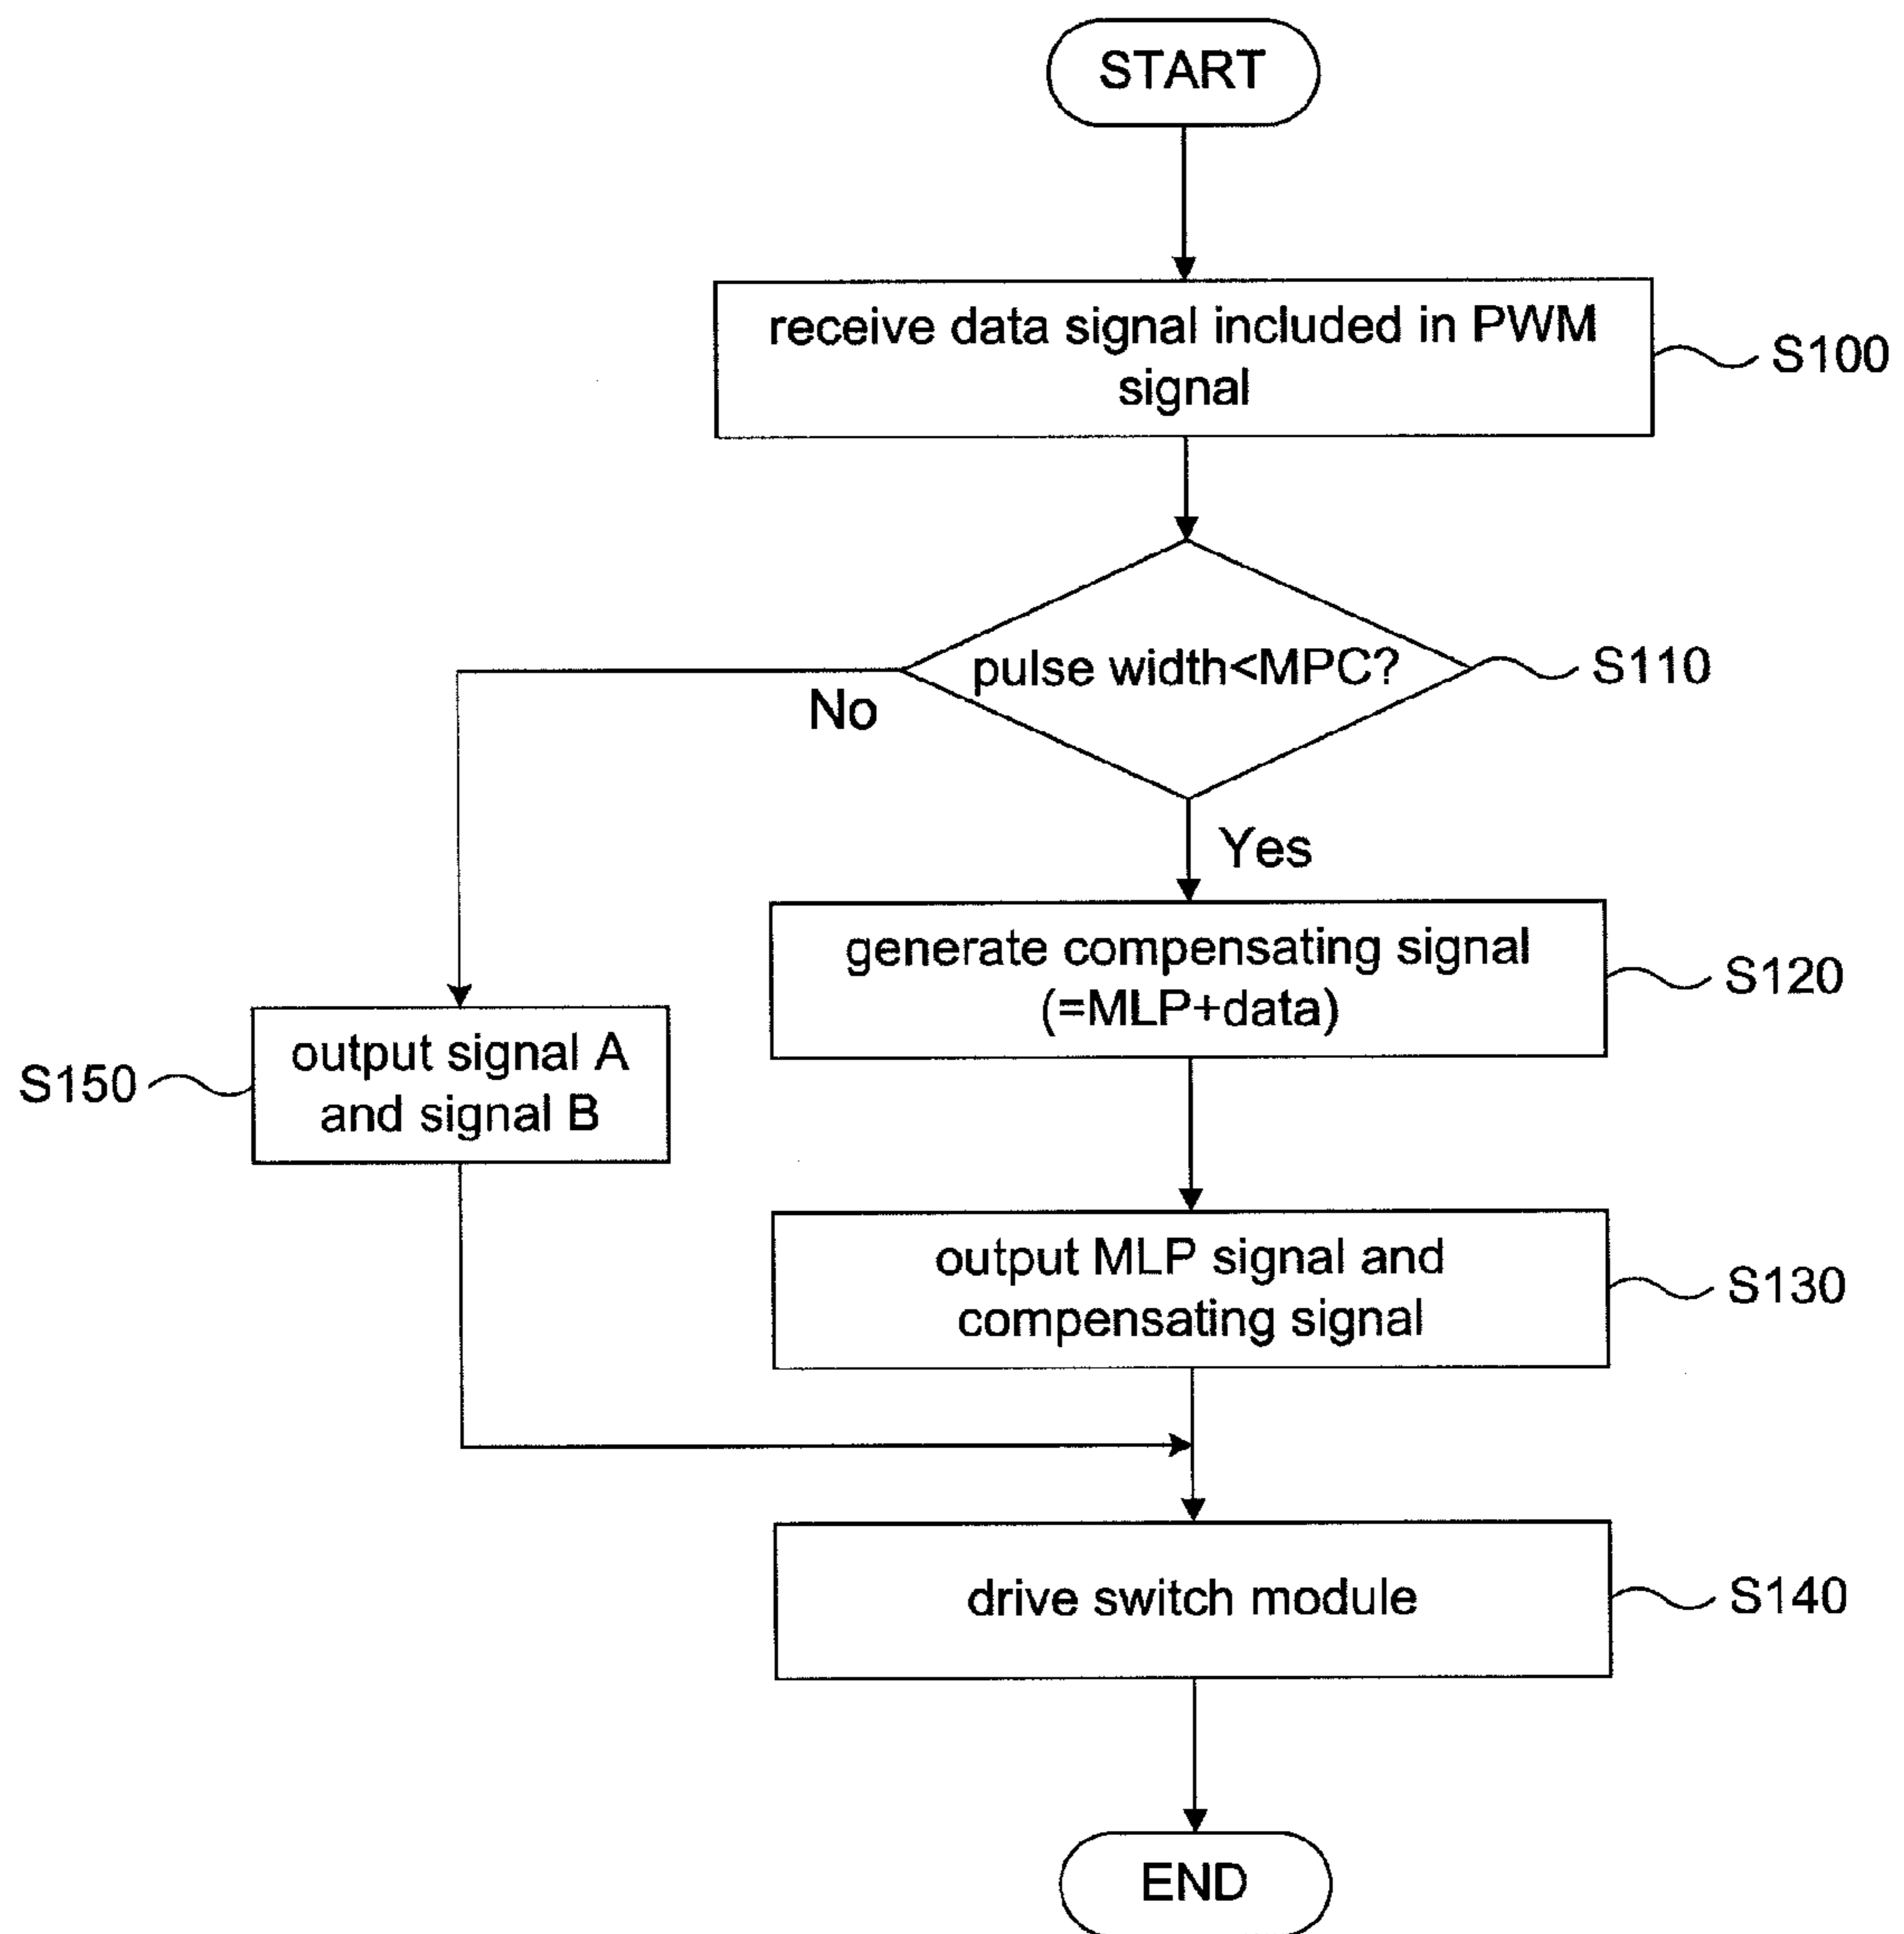 START
receive data signal included in PWM
signal
S100
pulse width<MPC?
S110
No
Yes
generate compensating signal
(=MLP+data)
S120
output signal A
and signal B
S150
output MLP signal and
compensating signal
S130
drive switch module
S140
END